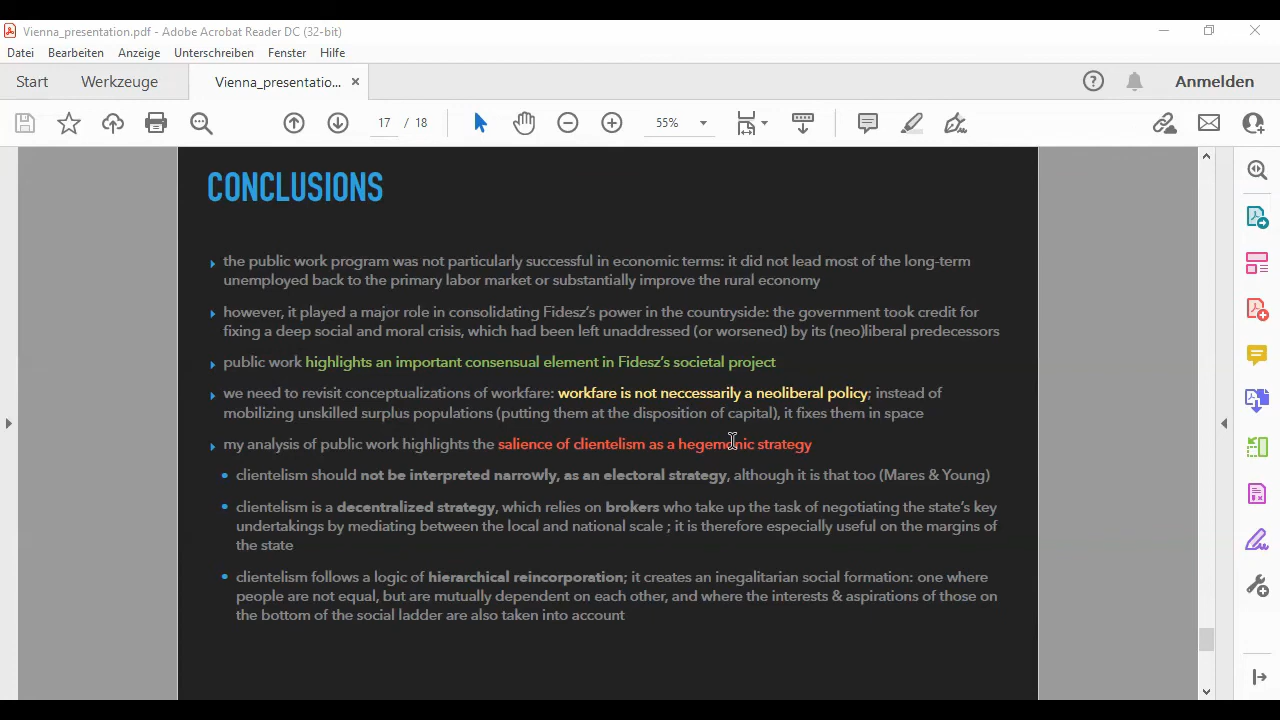 Vienna_presentation.pdf - Adobe Acrobat Reader DC (32-bit)
Datei Bearbeiten Anzeige Unterschreiben Fenster Hilfe
Start Werkzeuge Vienna_presentatio... × Anmelden
17 / 18 55%
CONCLUSIONS
the public work program was not particularly successful in economic terms: it did not lead most of the long-term
unemployed back to the primary labor market or substantially improve the rural economy
however, it played a major role in consolidating Fidesz's power in the countryside: the government took credit for
fixing a deep social and moral crisis, which had been left unaddressed (or worsened) by its (neo)liberal predecessors
public work highlights an important consensual element in Fidesz's societal project
we need to revisit conceptualizations of workfare: workfare is not neccessarily a neoliberal policy; instead of
mobilizing unskilled surplus populations (putting them at the disposition of capital), it fixes them in space
my analysis of public work highlights the salience of clientelism as a hegemonic strategy
clientelism should not be interpreted narrowly, as an electoral strategy, although it is that too (Mares & Young)
clientelism is a decentralized strategy, which relies on brokers who take up the task of negotiating the state's key
undertakings by mediating between the local and national scale ; it is therefore especially useful on the margins of
the state
clientelism follows a logic of hierarchical reincorporation; it creates an inegalitarian social formation: one where
people are not equal, but are mutually dependent on each other, and where the interests & aspirations of those on
the bottom of the social ladder are also taken into account